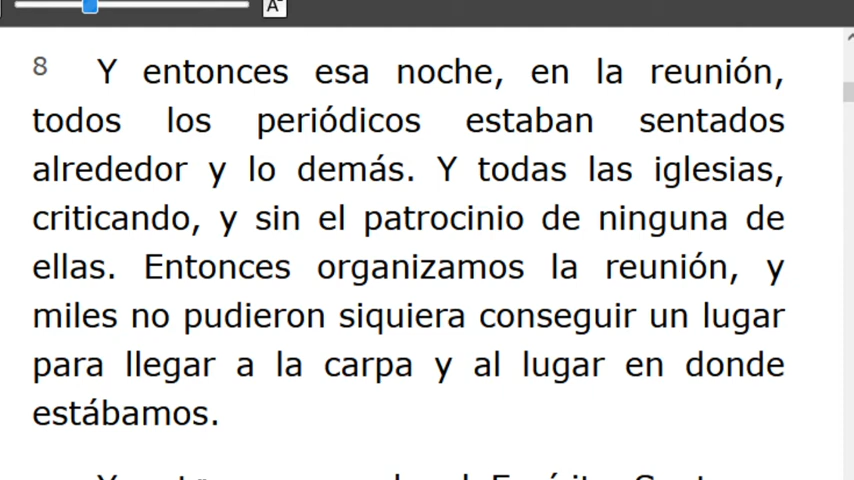 A
8 Y entonces esa noche, en la reunión,
todos los periódicos estaban sentados
alrededor y lo demás. Y todas las iglesias,
criticando, y sin el patrocinio de ninguna de
ellas. Entonces organizamos la reunión, y
miles no pudieron siquiera conseguir un lugar
para llegar a la carpa y al lugar en donde
estábamos.